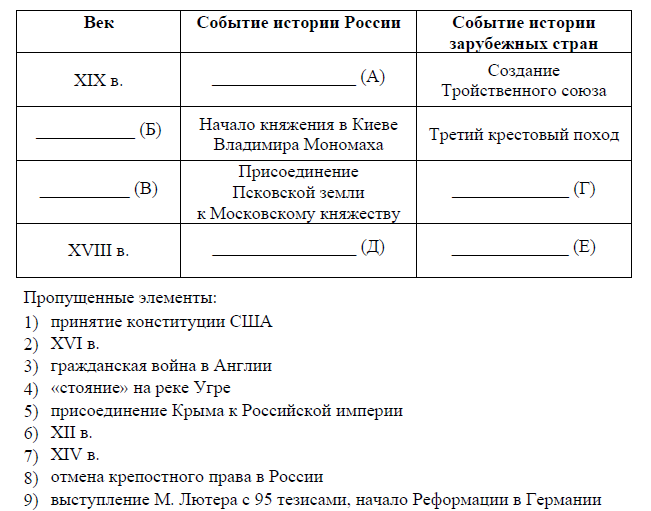 Век
Событие истории России
Событие истории
зарубежных стран
XIX в.
________________ (А)
Создание
Тройственного союза
___________ (Б)
Начало княжения в Киеве
Владимира Мономаха
Третий крестовый поход
__________ (В)
Присоединение
Псковской земли
к Московскому княжеству
_____________ (Г)
XVIII в.
________________ (Д)
_____________ (Е)
Пропущенные элементы:
1) принятие конституции США
2) XVI в.
3) гражданская война в Англии
4) «стояние» на реке Угре
5) присоединение Крыма к Российской империи
6) XII в.
7) XIV в.
8) отмена крепостного права в России
9) выступление М. Лютера с 95 тезисами, начало Реформации в Германии